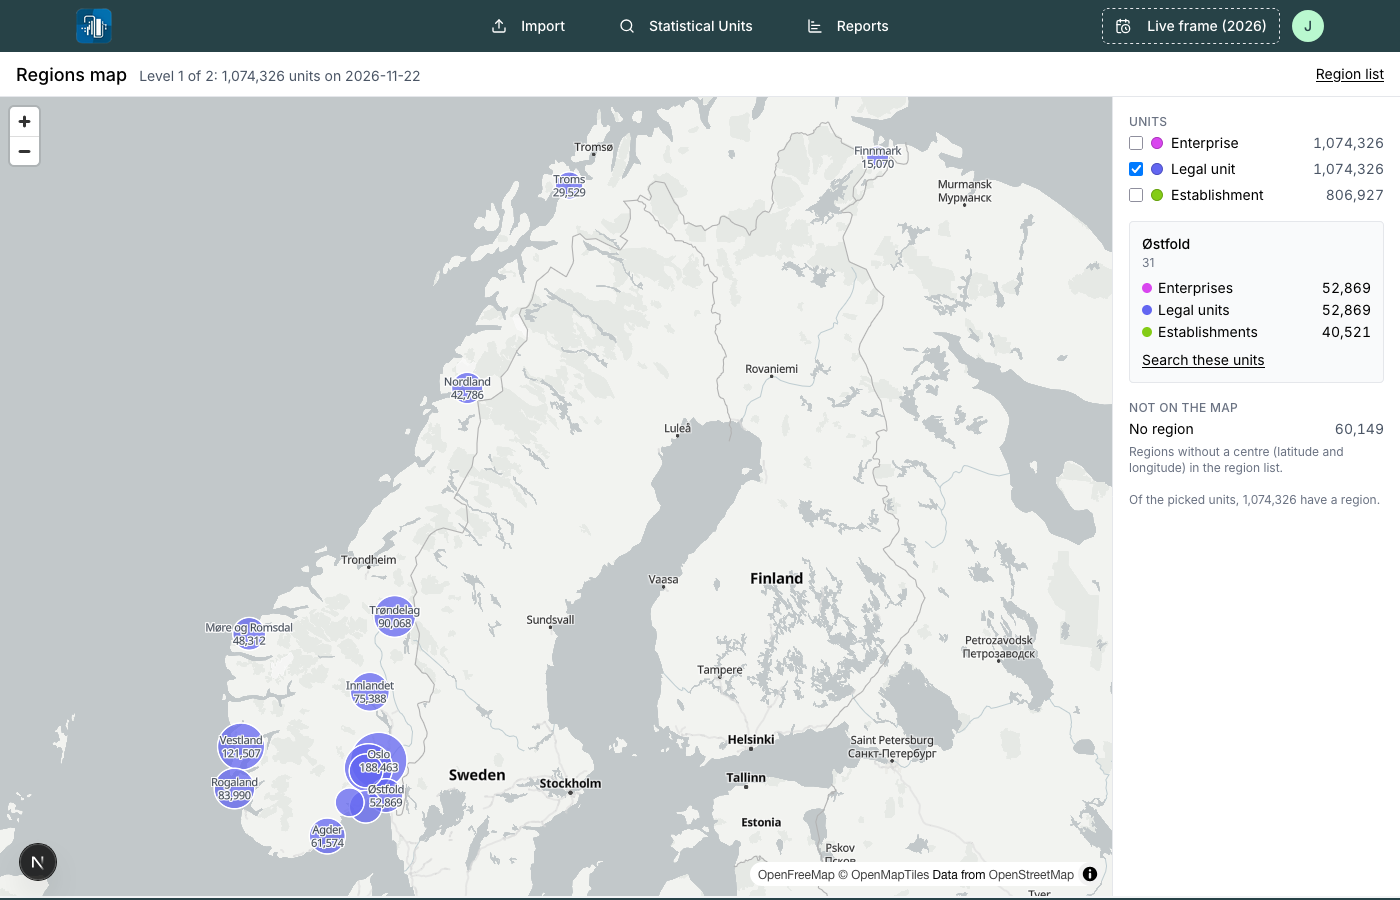 Import
Statistical Units
Reports
Live frame (2026)
J
Regions map
Level 1 of 2: 1,074,326 units on 2026-11-22
Region list
+
−
UNITS
Enterprise 1,074,326
Legal unit 1,074,326
Establishment 806,927
Østfold
31
Enterprises 52,869
Legal units 52,869
Establishments 40,521
Search these units
NOT ON THE MAP
No region 60,149
Regions without a centre (latitude and
longitude) in the region list.
Of the picked units, 1,074,326 have a region.
Tromsø
Finnmark
15,070
Troms
29,529
Murmansk
Мурманск
Rovaniemi
Nordland
42,786
Luleå
Trondheim
Vaasa
Finland
Trøndelag
90,068
Møre og Romsdal
48,312
Sundsvall
Petrozavodsk
Петрозаводск
Tampere
Innlandet
75,388
Vestland
121,507
Oslo
188,463
Helsinki
Saint Petersburg
Санкт-Петербург
Sweden
Stockholm
Tallinn
Rogaland
83,990
Østfold
52,869
Estonia
Agder
61,574
Pskov
Псков
N
OpenFreeMap © OpenMapTiles Data from OpenStreetMap
Tver